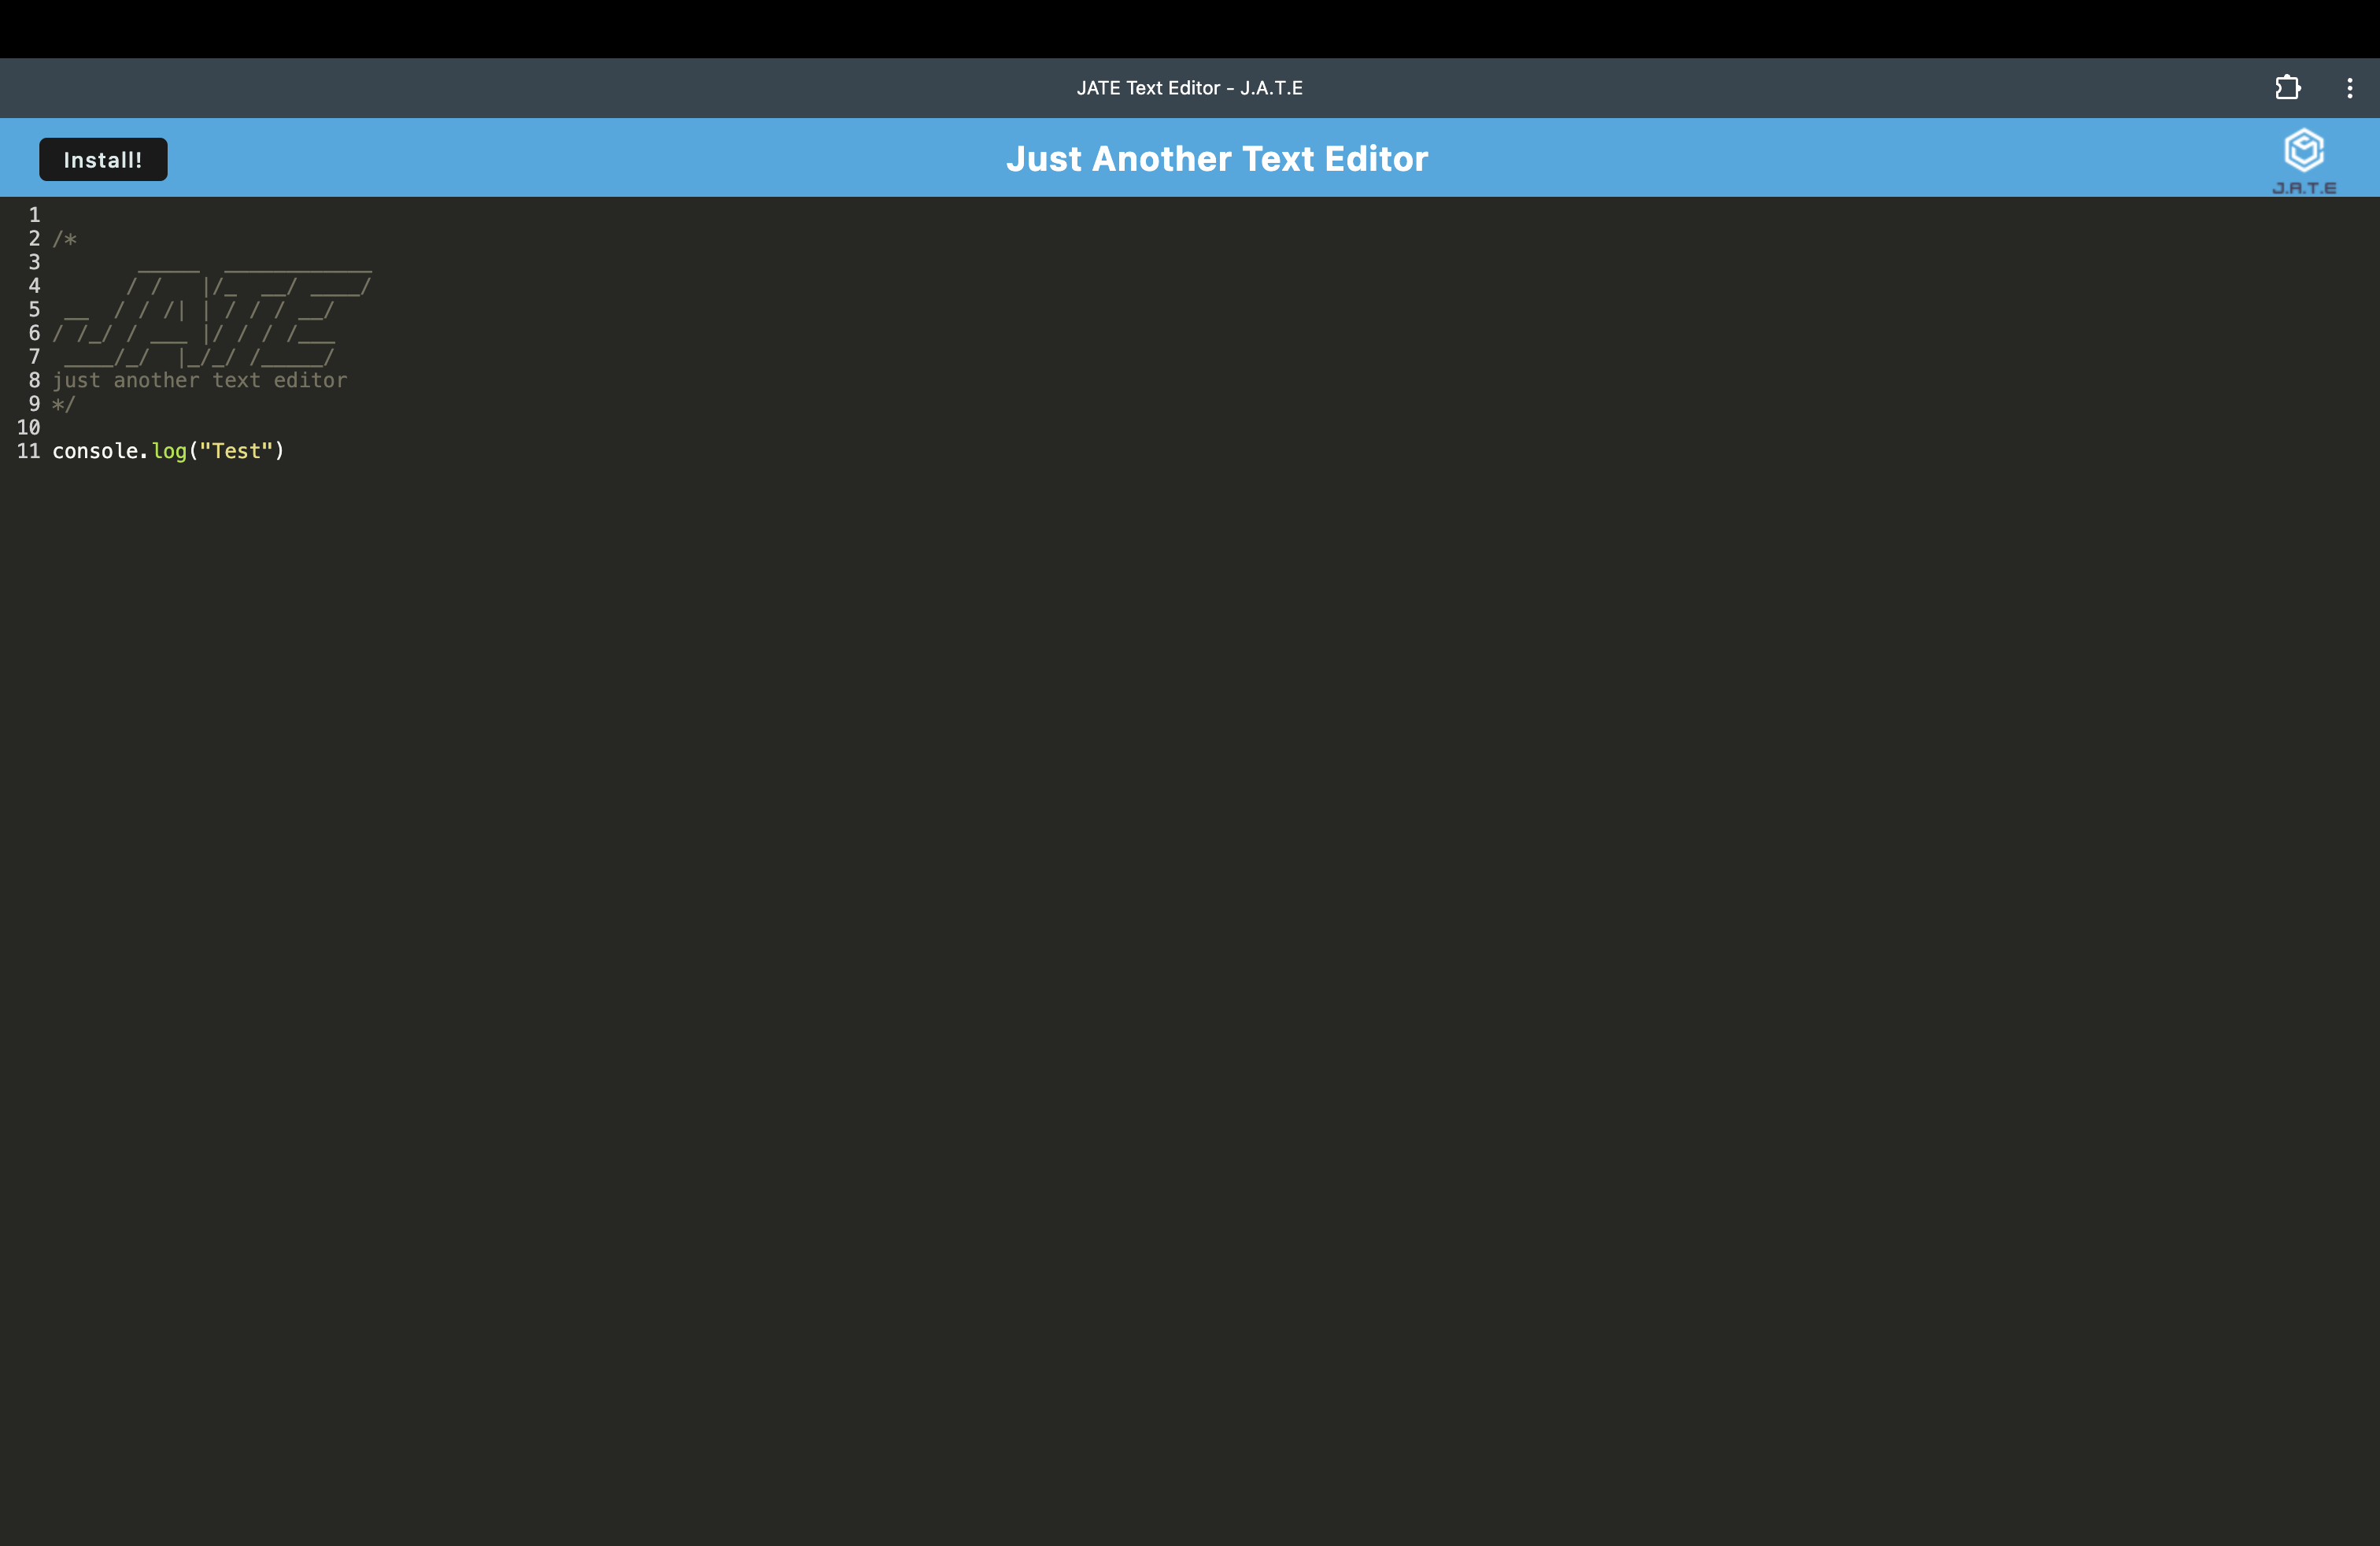 JATE Text Editor - J.A.T.E
Install!
Just Another Text Editor
J.A.T.E
1
2 /*
3        _____  ____________
4       / /   |/_  __/ ____/
5  __  / / /| | / / / __/
6 / /_/ / ___ |/ / / /___
7  ____/_/  |_/_/ /_____/
8 just another text editor
9 */
10
11 console.log("Test")